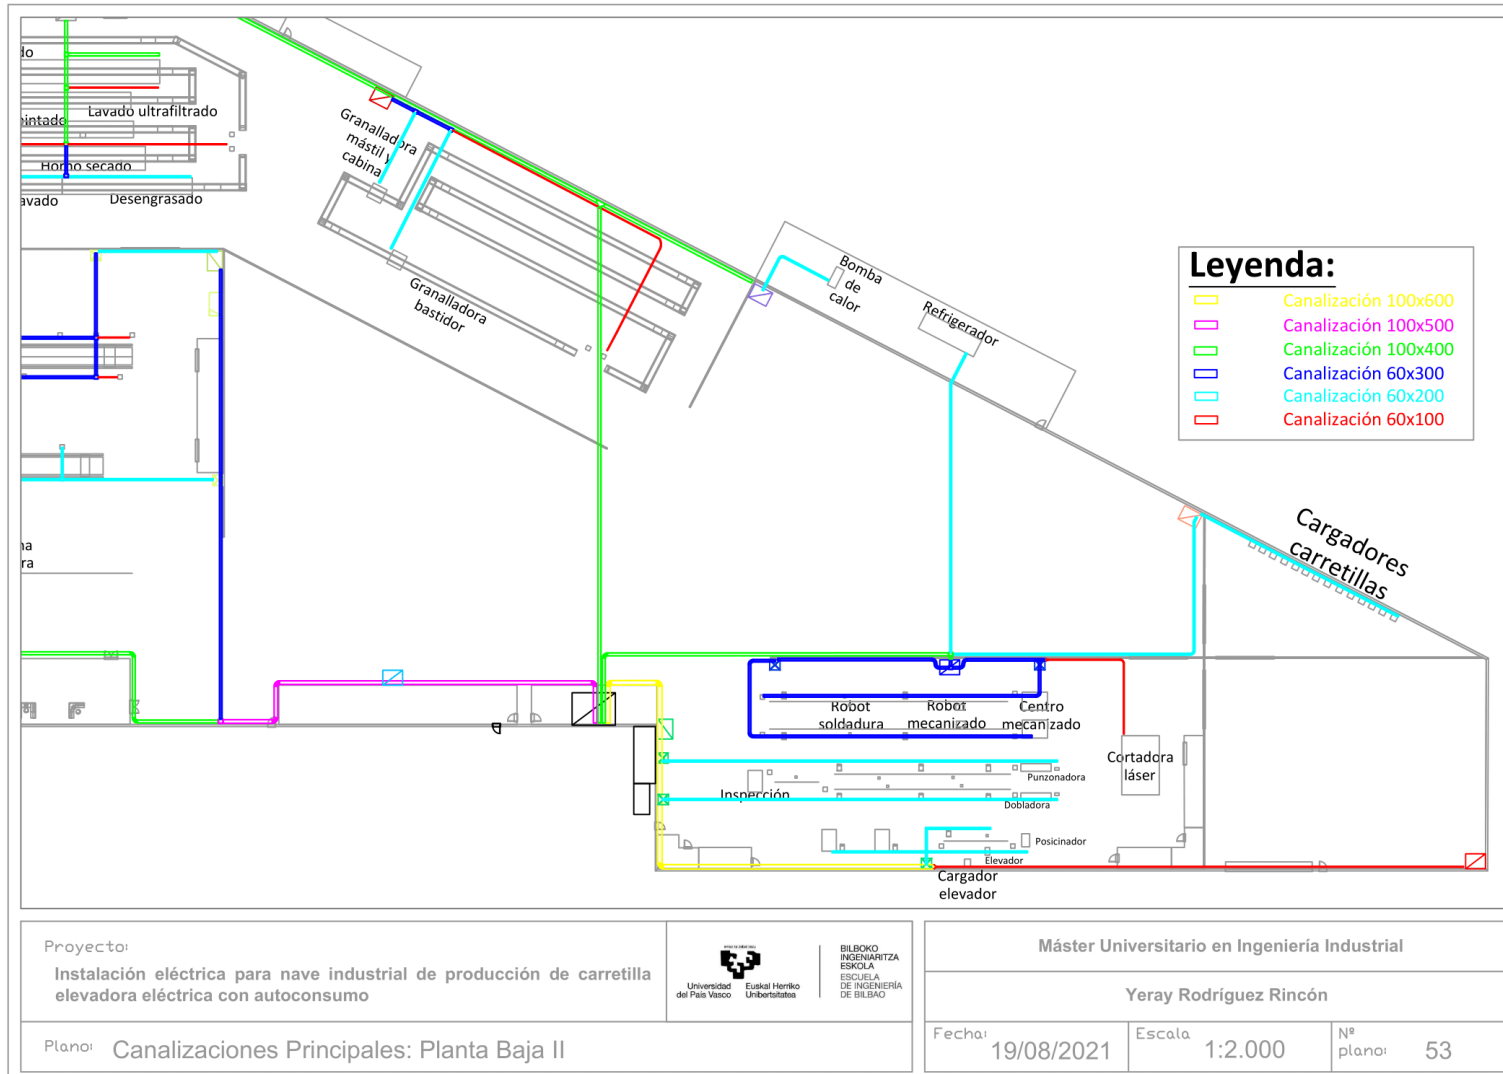 do
Lavado ultrafiltrado
Horno secado
Desengrasado
Granalladora
mástil y
cabina
Granalladora
bastidor
Bomba
de
calor
Refrigerador
Leyenda:
Canalización 100x600
Canalización 100x500
Canalización 100x400
Canalización 60x300
Canalización 60x200
Canalización 60x100
Cargadores
carretillas
na
ra
Robot
soldadura
Robot
mecanizado
Centro
mecanizado
Cortadora
láser
Punzonadora
Inspección
Dobladora
Posicinador
Elevador
Cargador
elevador
Proyecto:
Instalación eléctrica para nave industrial de producción de carretilla
elevadora eléctrica con autoconsumo
Universidad
del País Vasco
Euskal Herriko
Unibertsitatea
BILBOKO
INGENIARITZA
ESKOLA
ESCUELA
DE INGENIERÍA
DE BILBAO
Plano: Canalizaciones Principales: Planta Baja II
Máster Universitario en Ingeniería Industrial
Yeray Rodríguez Rincón
Fecha: 19/08/2021
Escala 1:2.000
Nº
plano: 53